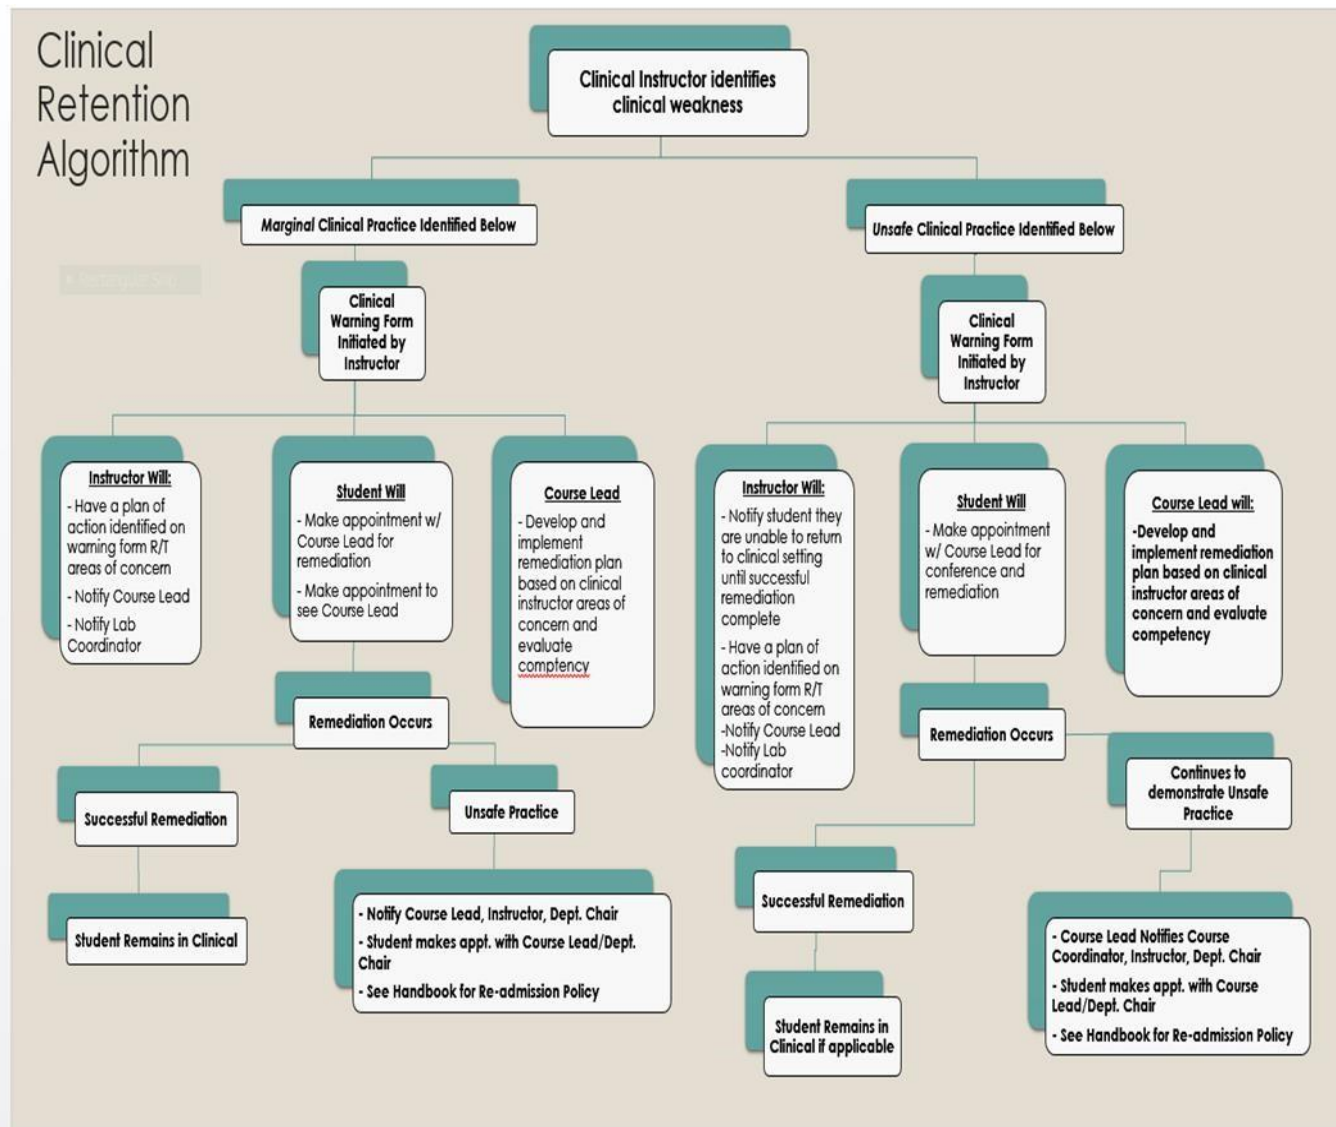 Clinical
Retention
Algorithm
Clinical Instructor identifies
clinical weakness
Marginal Clinical Practice Identified Below
Unsafe Clinical Practice Identified Below
Clinical
Warning Form
Initiated by
Instructor
Clinical
Warning Form
Initiated by
Instructor
Instructor Will:
- Have a plan of
action identified on
warning form R/T
areas of concern
- Notify Course Lead
- Notify Lab
Coordinator
Student Will
- Make appointment w/
Course Lead for
remediation
- Make appointment to
see Course Lead
Course Lead
- Develop and
implement
remediation plan
based on clinical
instructor areas of
concern and
evaluate
comptency
Instructor Will:
- Notify student they
are unable to return
to clinical setting
until successful
remediation
complete
- Have a plan of
action identified on
warning form R/T
areas of concern
-Notify Course Lead
-Notify Lab
coordinator
Student Will
- Make appointment
w/ Course Lead for
conference and
remediation
Course Lead will:
-Develop and
implement remediation
plan based on clinical
instructor areas of
concern and evaluate
competency
Remediation Occurs
Remediation Occurs
Successful Remediation
Unsafe Practice
Continues to
demonstrate Unsafe
Practice
Student Remains in Clinical
- Notify Course Lead, Instructor, Dept. Chair
- Student makes appt. with Course Lead/Dept.
Chair
- See Handbook for Re-admission Policy
Successful Remediation
Student Remains in
Clinical if applicable
- Course Lead Notifies Course
Coordinator, Instructor, Dept. Chair
- Student makes appt. with Course
Lead/Dept. Chair
- See Handbook for Re-admission Policy